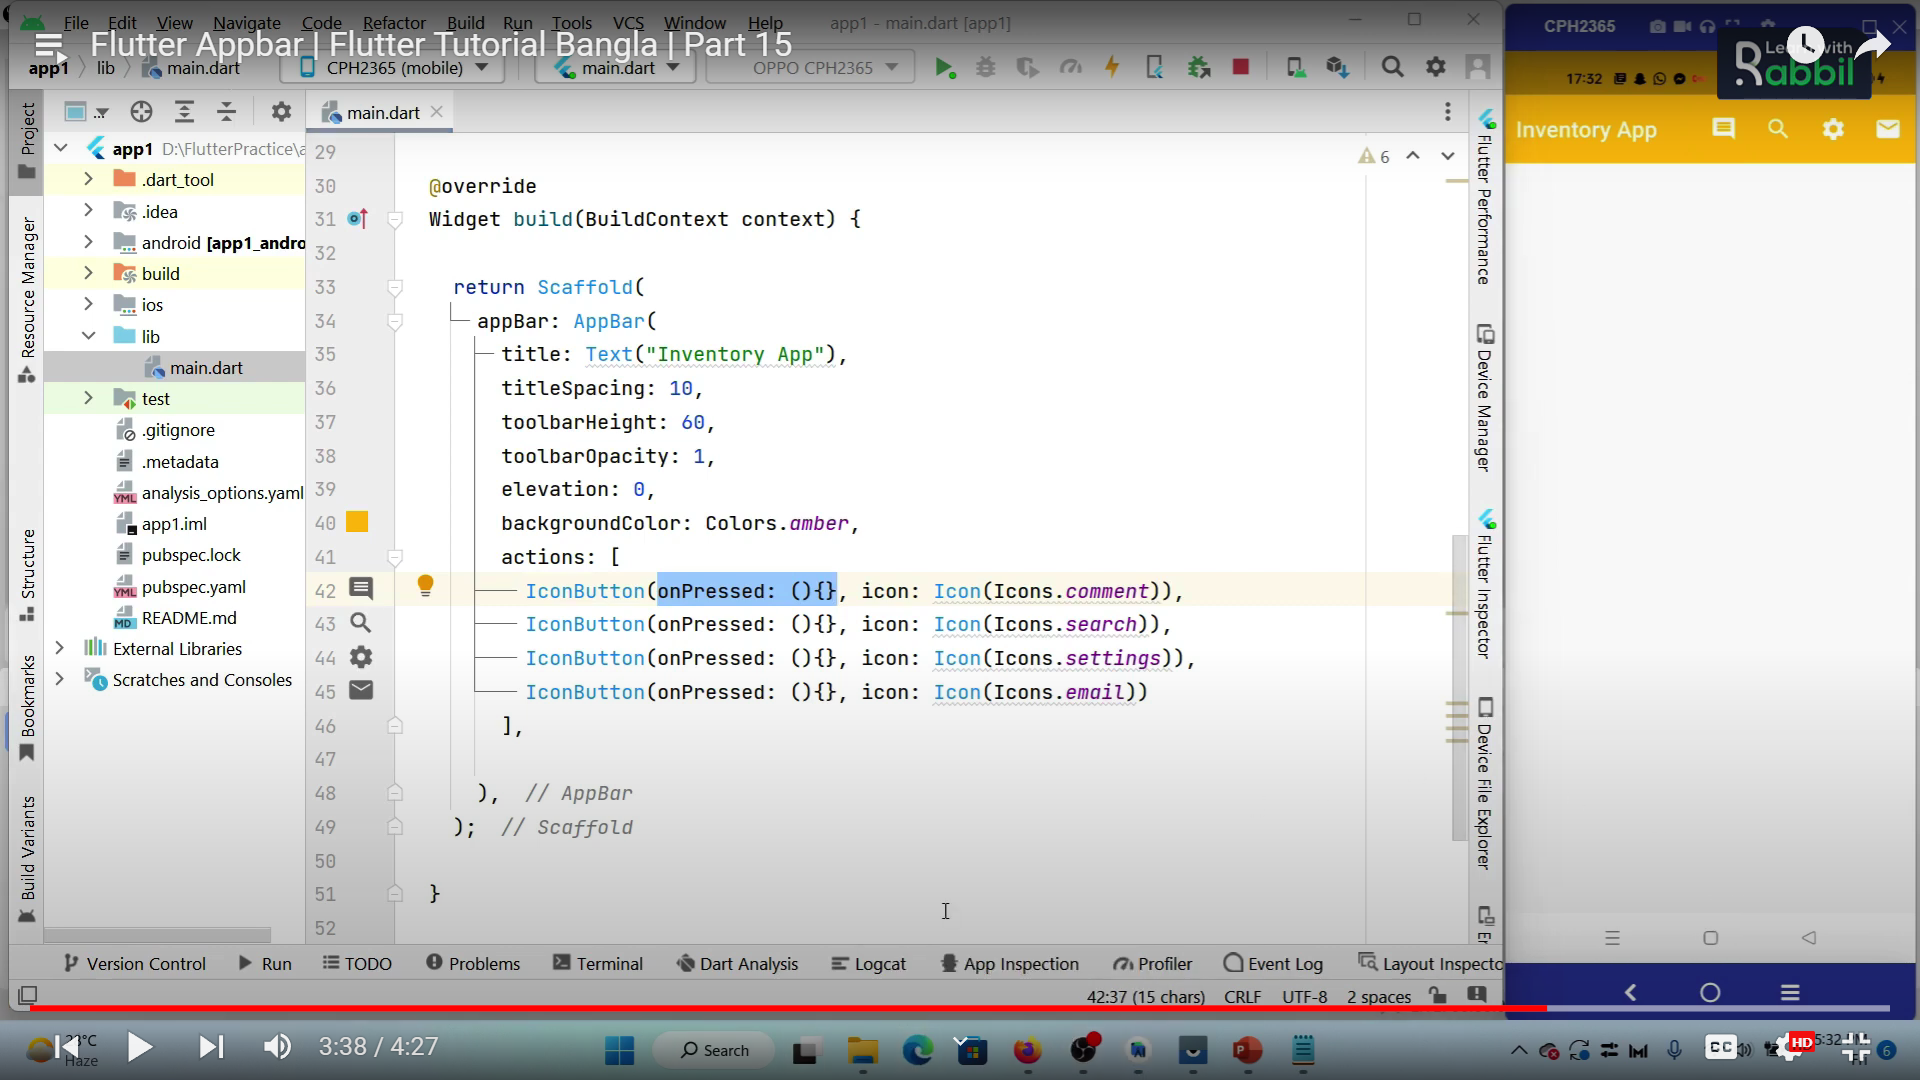 File Edit View Navigate Code Refactor Build Run Tools VCS Window Help app1 - main.dart [app1]
Flutter Appbar | Flutter Tutorial Bangla | Part 15
app1 lib main.dart CPH2365 (mobile) main.dart OPPO CPH2365
CPH2365
Learn with
Rabbil
17:32
Inventory App
Project
Resource Manager
Structure
Bookmarks
Build Variants
main.dart
app1 D:\FlutterPractice\a
.dart_tool
.idea
android [app1_andro
build
ios
lib
main.dart
test
.gitignore
.metadata
analysis_options.yaml
app1.iml
pubspec.lock
pubspec.yaml
README.md
External Libraries
Scratches and Consoles
6
29
30 @override
31 Widget build(BuildContext context) {
32
33 return Scaffold(
34 appBar: AppBar(
35 title: Text("Inventory App"),
36 titleSpacing: 10,
37 toolbarHeight: 60,
38 toolbarOpacity: 1,
39 elevation: 0,
40 backgroundColor: Colors.amber,
41 actions: [
42 IconButton(onPressed: (){}, icon: Icon(Icons.comment)),
43 IconButton(onPressed: (){}, icon: Icon(Icons.search)),
44 IconButton(onPressed: (){}, icon: Icon(Icons.settings)),
45 IconButton(onPressed: (){}, icon: Icon(Icons.email))
46 ],
47
48 ), // AppBar
49 ); // Scaffold
50
51 }
52
Flutter Performance
Device Manager
Flutter Inspector
Device File Explorer
Version Control Run TODO Problems Terminal Dart Analysis Logcat App Inspection Profiler Event Log Layout Inspecto
42:37 (15 chars) CRLF UTF-8 2 spaces
3:38 / 4:27
Haze
Search
CC
HD
6